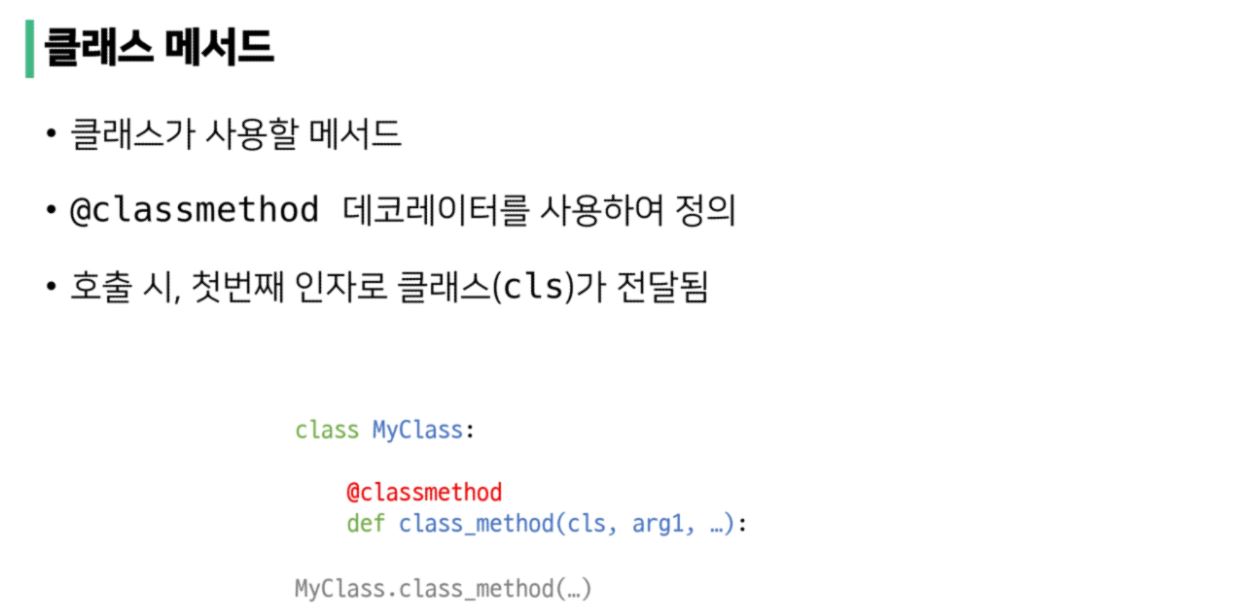 클래스 메서드
• 클래스가 사용할 메서드
• @classmethod 데코레이터를 사용하여 정의
• 호출 시, 첫번째 인자로 클래스(cls)가 전달됨
class MyClass:
@classmethod
def class_method(cls, arg1, …):
MyClass.class_method(…)